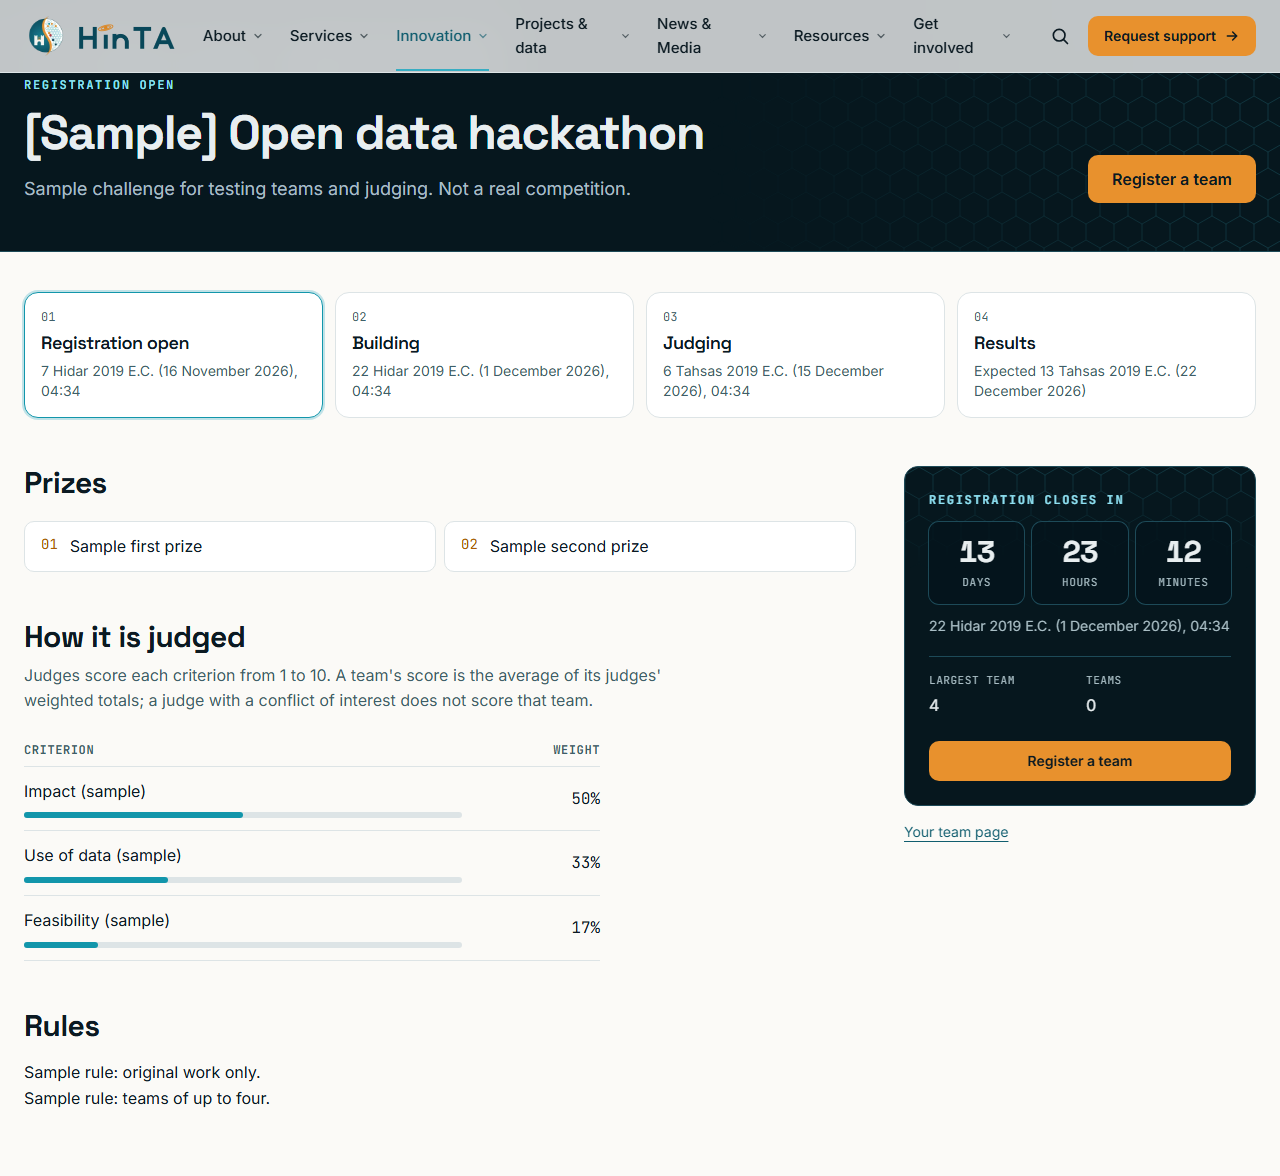 HinTA
About
Services
Innovation
Projects & data
News & Media
Resources
Get involved
Request support
REGISTRATION OPEN
[Sample] Open data hackathon
Sample challenge for testing teams and judging. Not a real competition.
Register a team
01
Registration open
7 Hidar 2019 E.C. (16 November 2026),
04:34
02
Building
22 Hidar 2019 E.C. (1 December 2026),
04:34
03
Judging
6 Tahsas 2019 E.C. (15 December
2026), 04:34
04
Results
Expected 13 Tahsas 2019 E.C. (22
December 2026)
Prizes
01 Sample first prize
02 Sample second prize
How it is judged
Judges score each criterion from 1 to 10. A team's score is the average of its judges'
weighted totals; a judge with a conflict of interest does not score that team.
CRITERION WEIGHT
Impact (sample) 50%
Use of data (sample) 33%
Feasibility (sample) 17%
Rules
Sample rule: original work only.
Sample rule: teams of up to four.
REGISTRATION CLOSES IN
13 23 12
DAYS HOURS MINUTES
22 Hidar 2019 E.C. (1 December 2026), 04:34
LARGEST TEAM TEAMS
4 0
Register a team
Your team page